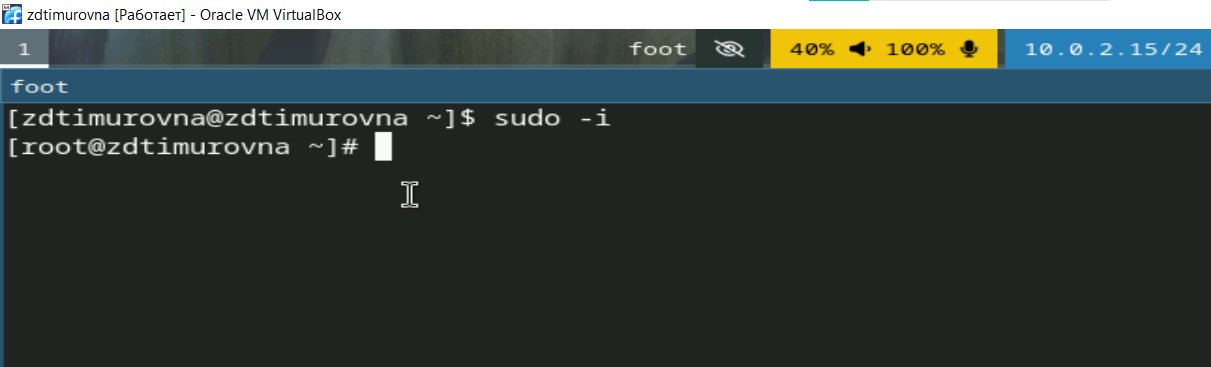 zdtimurovna [Работает] - Oracle VM VirtualBox
1 foot 40% 100% 10.0.2.15/24
foot
[zdtimurovna@zdtimurovna ~]$ sudo -i
[root@zdtimurovna ~]#